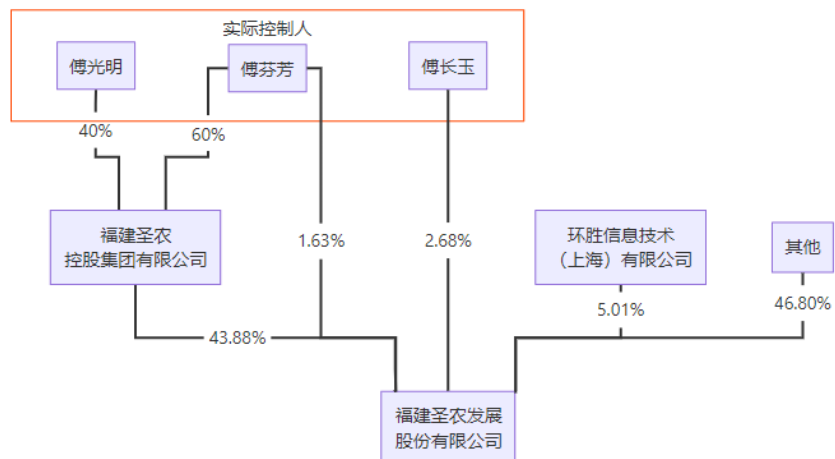 实际控制人
傅光明
傅芬芳
傅长玉
40%
60%
福建圣农
控股集团有限公司
1.63%
2.68%
环胜信息技术
（上海）有限公司
其他
43.88%
5.01%
46.80%
福建圣农发展
股份有限公司